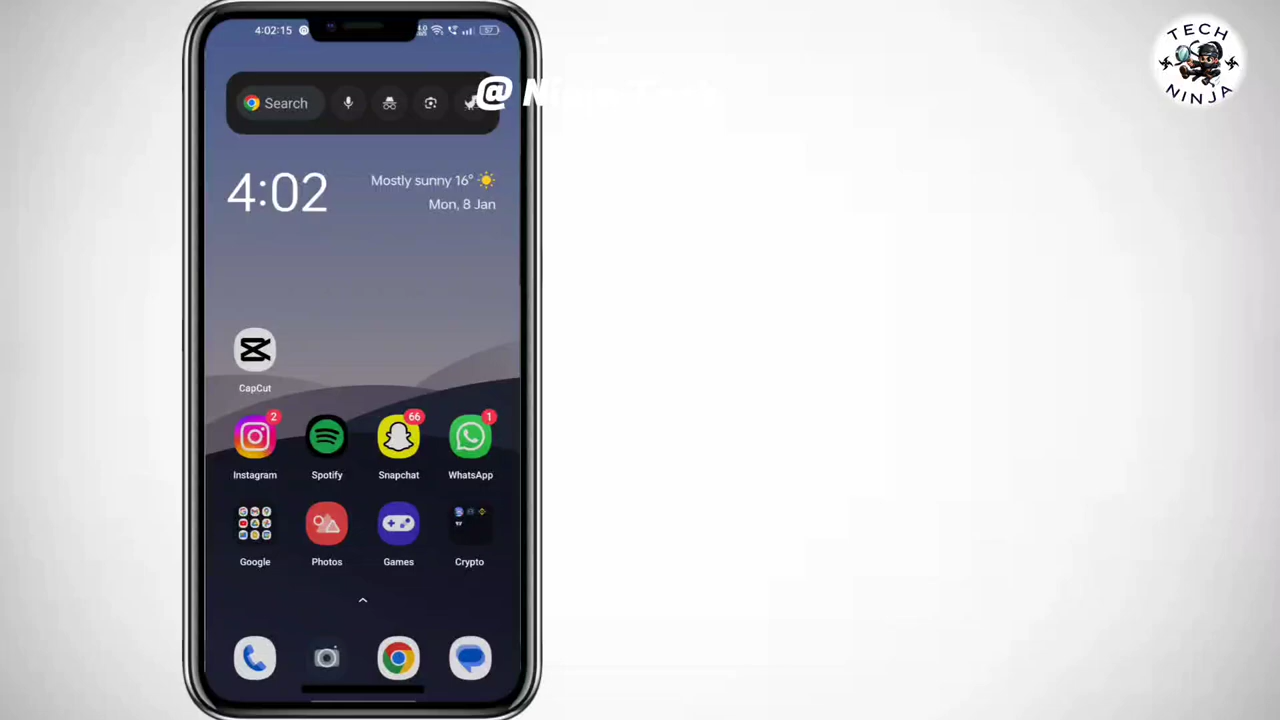 4:02:15
57
Search
4:02
Mostly sunny 16°
Mon, 8 Jan
CapCut
2
66
1
Instagram
Spotify
Snapchat
WhatsApp
Google
Photos
Games
Crypto
TECH
NINJA